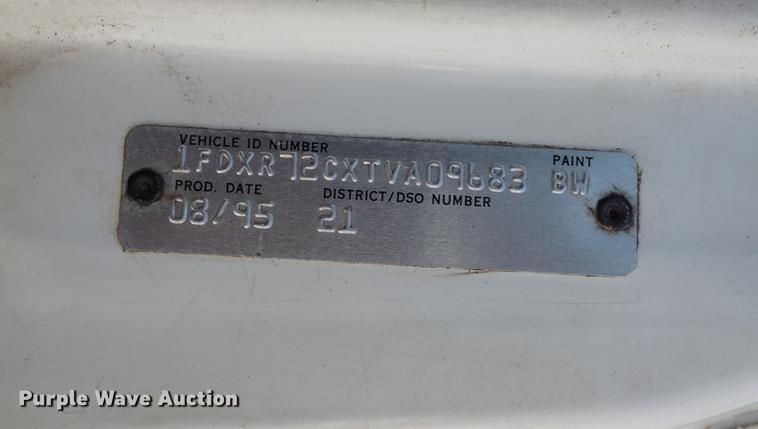 VEHICLE ID NUMBER PAINT
1FDXR72CXTVA09683 BW
PROD. DATE DISTRICT/DSO NUMBER
08/95 21
Purple Wave Auction